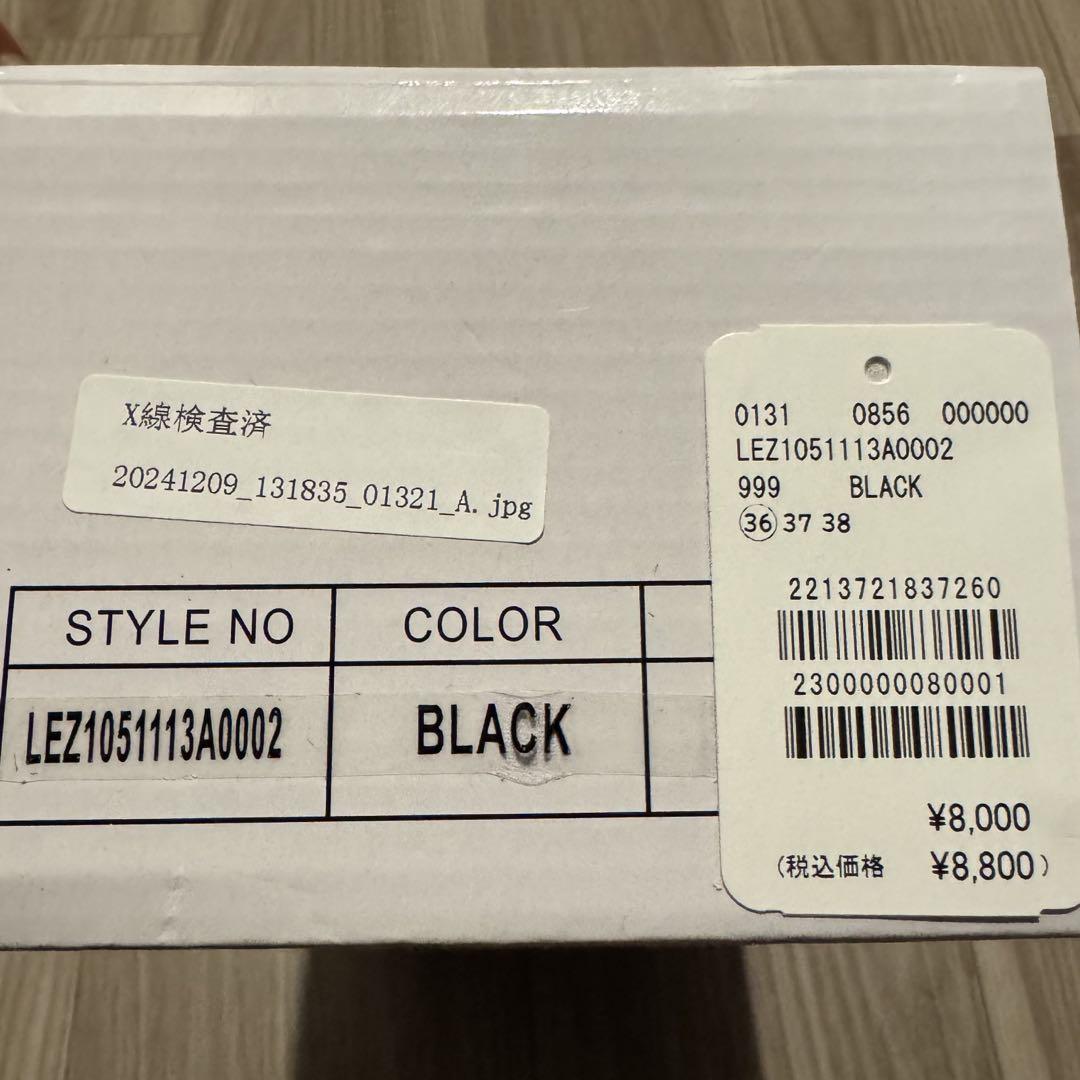 X線検査済
20241209_131835_01321_A.jpg
STYLE NO COLOR
LEZ1051113A0002 BLACK
0131 0856 000000
LEZ1051113A0002
999 BLACK
36 37 38
2213721837260
2300000080001
¥8,000
(税込価格 ¥8,800)